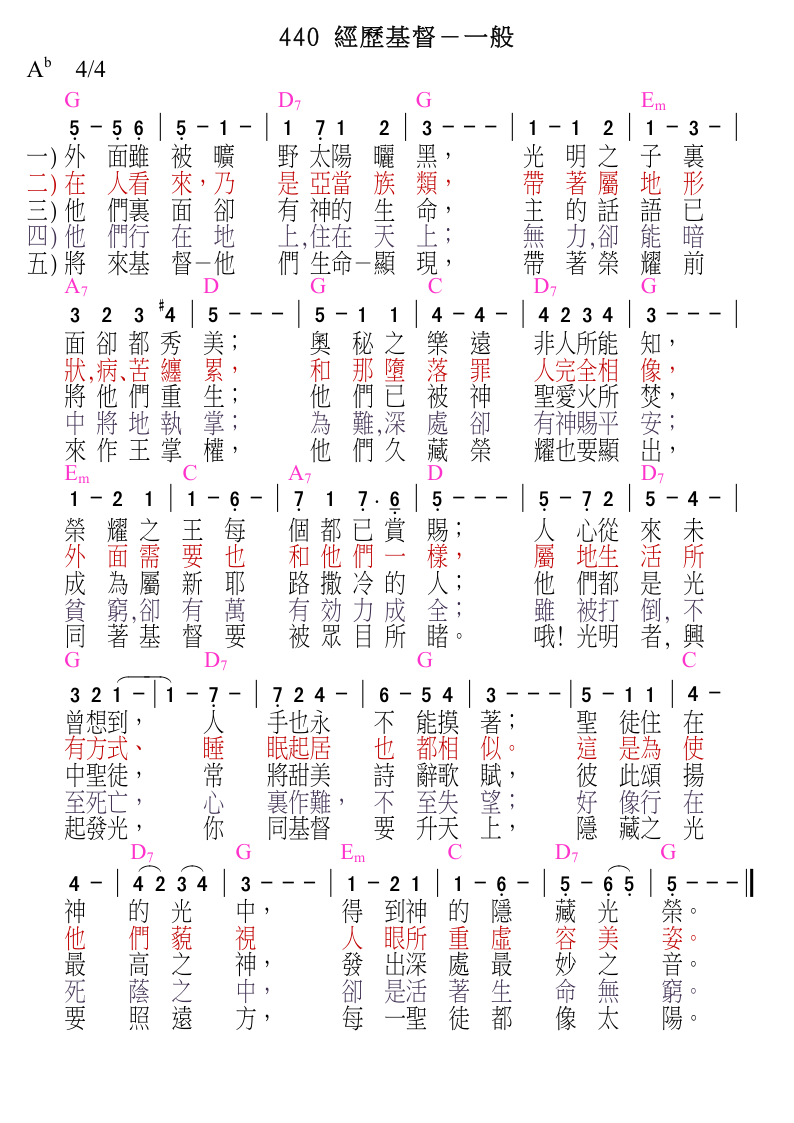 440 經歷基督－一般
A♭ 4/4
G D7 G Em
5̣ - 5̣ 6̣ | 5̣ - 1 - | 1 7̣ 1 2 | 3 - - - | 1 - 1 2 | 1 - 3 - |
一) 外 面雖 被 曠 野 太陽 曬 黑， 光 明 之 子 裏
二) 在 人看 來，乃 是 亞當 族 類， 帶 著 屬 地 形
三) 他 們裏 面 卻 有 神的 生 命， 主 的 話 語 已
四) 他 們行 在 地 上,住在 天 上； 無 力,卻 能 暗
五) 將 來基 督－他 們 生命－顯 現， 帶 著 榮 耀 前
A7 D G C D7 G
3 2 3 #4 | 5 - - - | 5 - 1 1 | 4 - 4 - | 4 2 3 4 | 3 - - - |
面 卻 都 秀 美； 奧 秘 之 樂 遠 非人所能 知，
狀,病、苦 纏 累， 和 那 墮 落 罪 人完全相 像，
將 他 們 重 生； 他 們 已 被 神 聖愛火所 焚，
中 將 地 執 掌； 為 難,深 處 卻 有神賜平 安；
來 作 王 掌 權， 他 們 久 藏 榮 耀也要顯 出，
Em C A7 D D7
1 - 2 1 | 1 - 6̣ - | 7̣ 1 7̣ . 6̣ | 5̣ - - - | 5̣ - 7̣ 2 | 5 - 4 - |
榮 耀 之 王 每 個 都 已 賞 賜； 人 心從 來 未
外 面 需 要 也 和 他 們 一 樣， 屬 地生 活 所
成 為 屬 新 耶 路 撒 冷 的 人； 他 們都 是 光
貧 窮,卻 有 萬 有 効 力 成 全； 雖 被打 倒, 不
同 著 基 督 要 被 眾 目 所 睹。 哦! 光明 者, 興
G D7 G C
3 2 1 - | 1 - 7̣ - | 7̣ 2 4 - | 6 - 5 4 | 3 - - - | 5 - 1 1 | 4 -
曾想到， 人 手也永 不 能摸 著； 聖 徒住 在
有方式、 睡 眠起居 也 都相 似。 這 是為 使
中聖徒， 常 將甜美 詩 辭歌 賦， 彼 此頌 揚
至死亡， 心 裏作難， 不 至失 望； 好 像行 在
起發光， 你 同基督 要 升天 上， 隱 藏之 光
D7 G Em C D7 G
4 - | 4 2 3 4 | 3 - - - | 1 - 2 1 | 1 - 6̣ - | 5̣ - 6̣ 5̣ | 5̣ - - - ‖
神 的 光 中， 得 到神 的 隱 藏 光 榮。
他 們 藐 視 人 眼所 重 虛 容 美 姿。
最 高 之 神， 發 出深 處 最 妙 之 音。
死 蔭 之 中， 卻 是活 著 生 命 無 窮。
要 照 遠 方， 每 一聖 徒 都 像 太 陽。